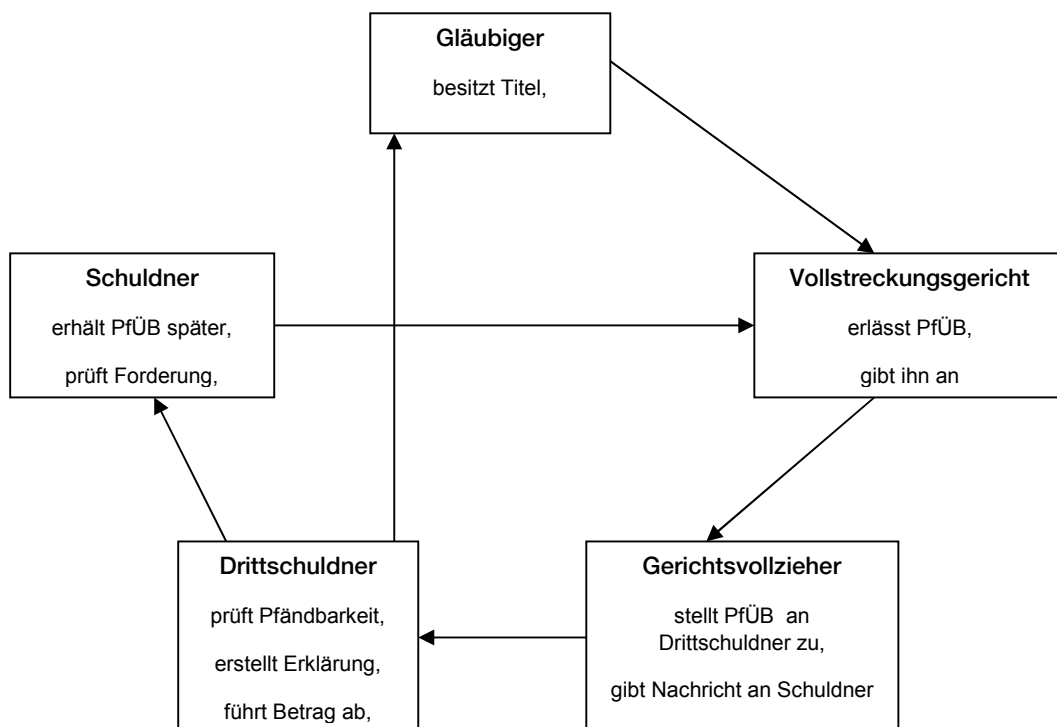 Gläubiger
besitzt Titel,
Schuldner
erhält PfÜB später,
prüft Forderung,
Vollstreckungsgericht
erlässt PfÜB,
gibt ihn an
Drittschuldner
prüft Pfändbarkeit,
erstellt Erklärung,
führt Betrag ab,
Gerichtsvollzieher
stellt PfÜB an
Drittschuldner zu,
gibt Nachricht an Schuldner